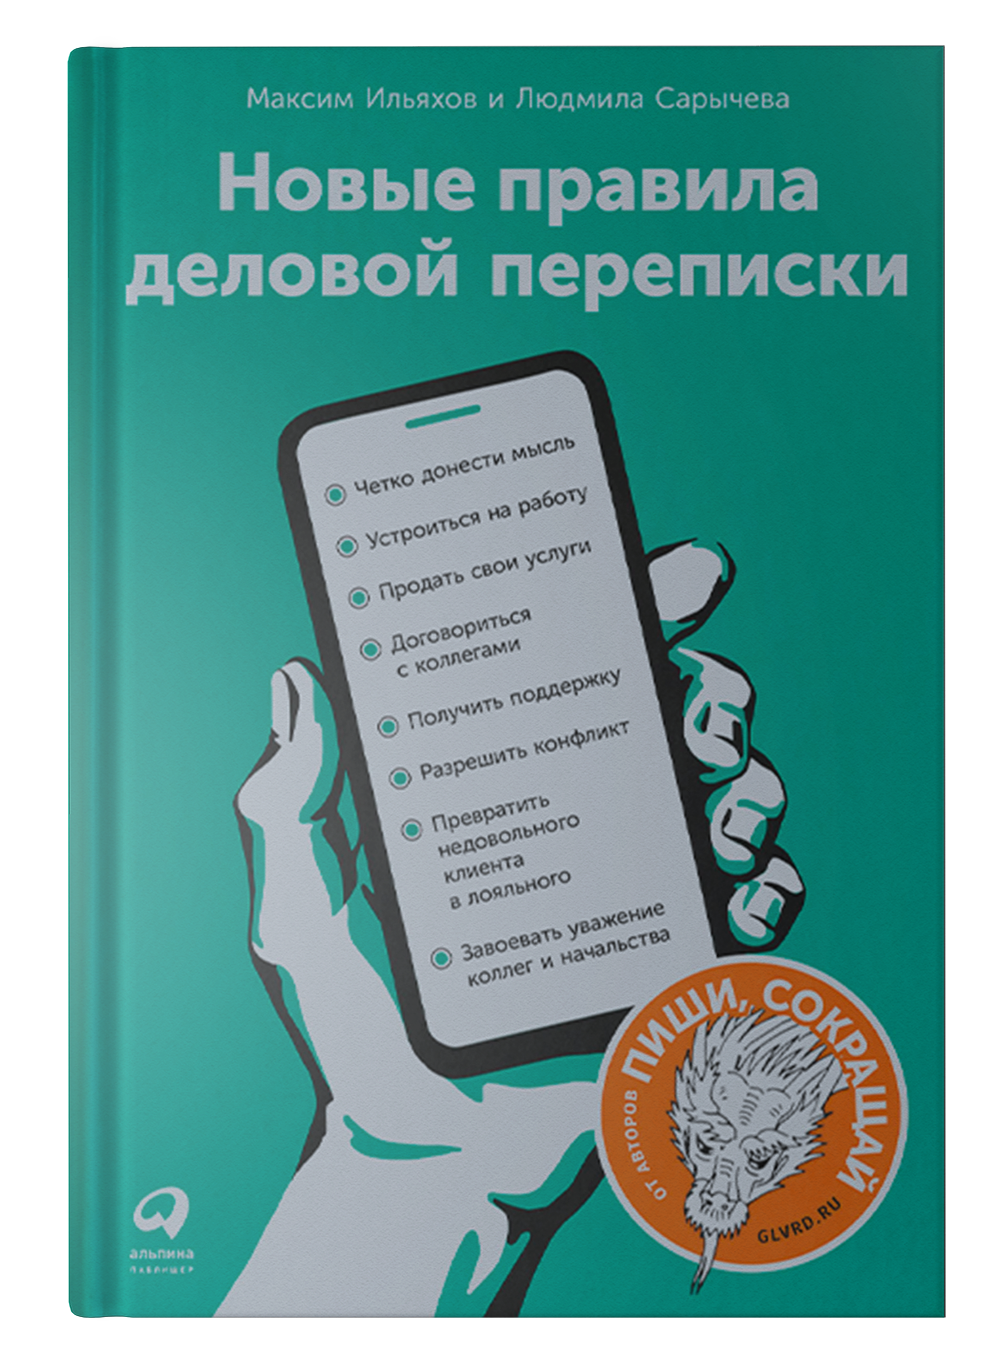 Максим Ильяхов и Людмила Сарычева
Новые правила
деловой переписки
Четко донести мысль
Устроиться на работу
Продать свои услуги
Договориться
с коллегами
Получить поддержку
Разрешить конфликт
Превратить
недовольного
клиента
в лояльного
Завоевать уважение
коллег и начальства
ОТ АВТОРОВ
ПИШИ, СОКРАЩАЙ
GLVRD.RU
альпина
ПАБЛИШЕР